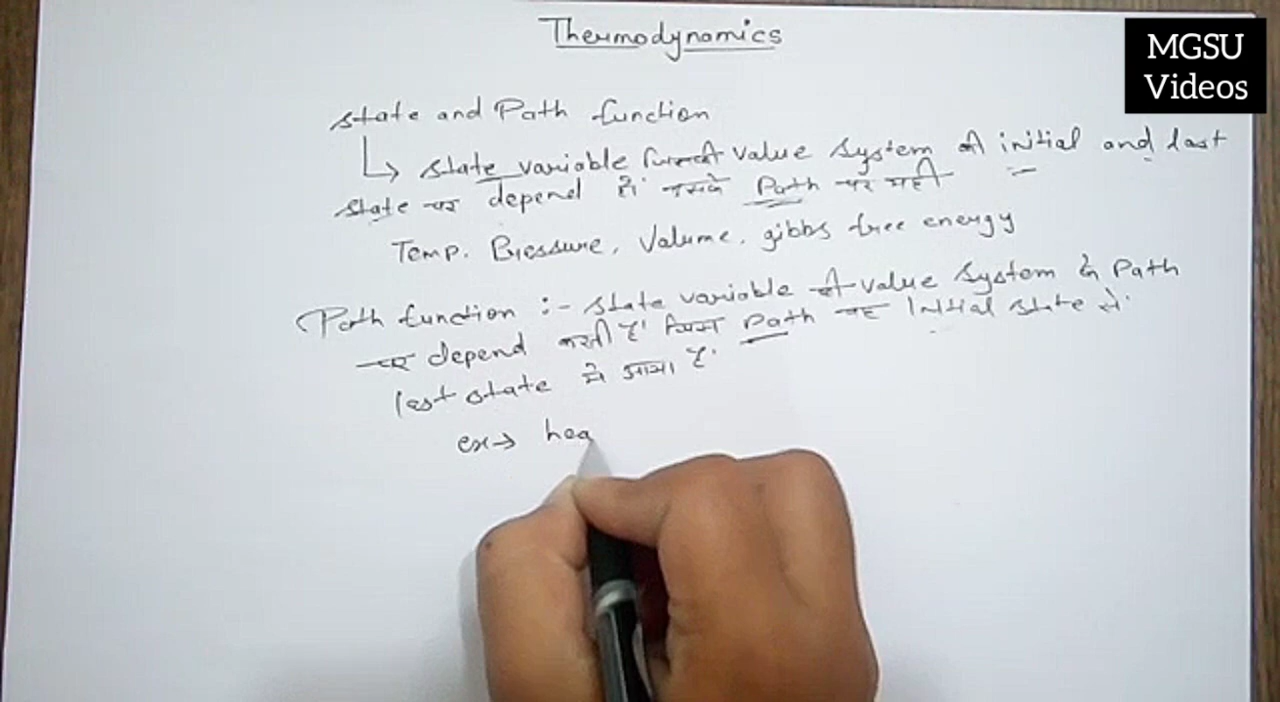 Thermodynamics
MGSU
Videos
State and Path function
↳ State variable जिसकी value system की initial and last
state पर depend हो उसके Path पर नही
Temp. Pressure, Volume, gibbs free energy
Path function :- State variable की value system के Path
पर depend करती है जिस Path पर Initial state से
last state में आया है
ex→ hea